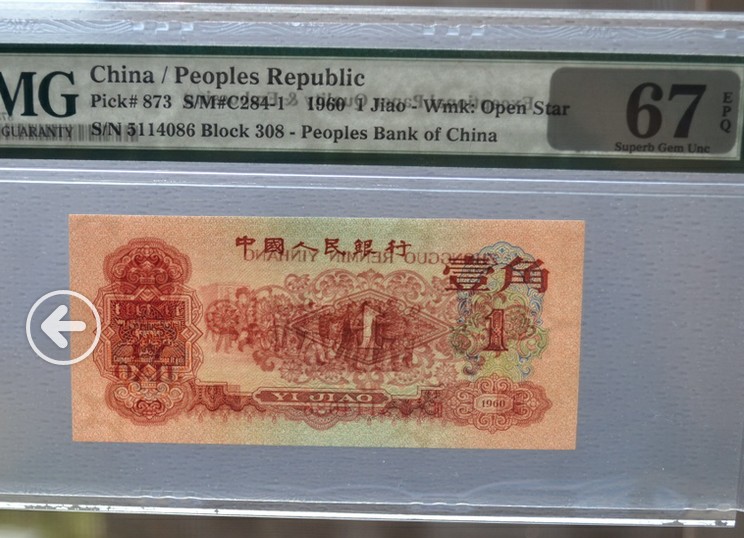 MG
GUARANTY
China / Peoples Republic
Pick# 873 S/M#C284-1 1960 1 Jiao - Wmk: Open Star
S/N 5114086 Block 308 - Peoples Bank of China
67
EPQ
Superb Gem Unc
中國人民銀行
壹角
1
1
YI JIAO
1960